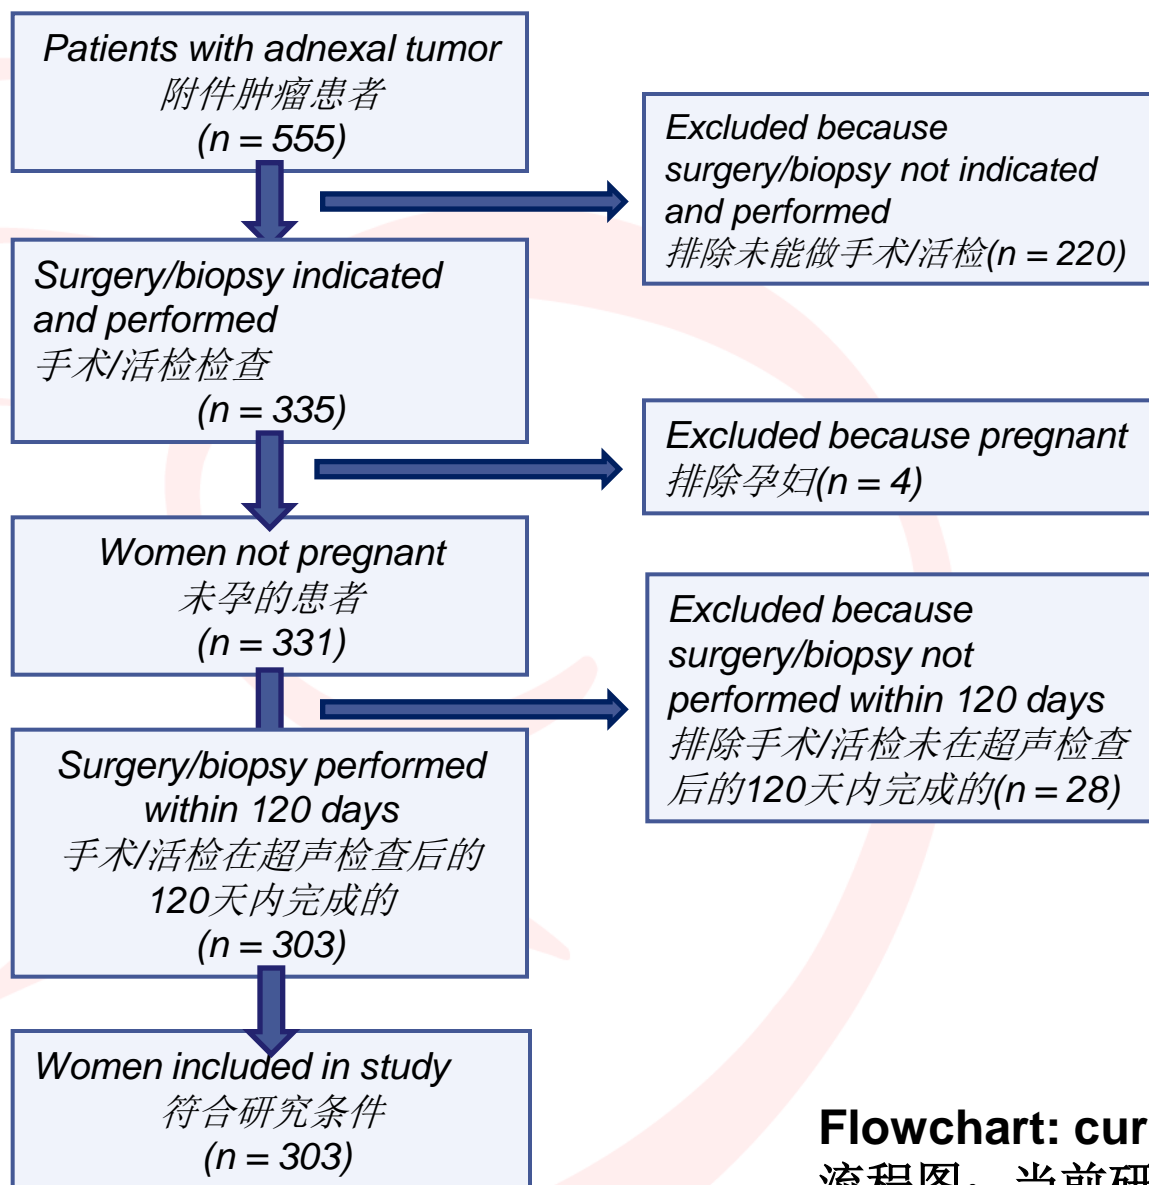 Patients with adnexal tumor
附件肿瘤患者
(n = 555)
Excluded because
surgery/biopsy not indicated
and performed
排除未能做手术/活检(n = 220)
Surgery/biopsy indicated
and performed
手术/活检检查
(n = 335)
Excluded because pregnant
排除孕妇(n = 4)
Women not pregnant
未孕的患者
(n = 331)
Excluded because
surgery/biopsy not
performed within 120 days
排除手术/活检未在超声检查
后的120天内完成的(n = 28)
Surgery/biopsy performed
within 120 days
手术/活检在超声检查后的
120天内完成的
(n = 303)
Women included in study
符合研究条件
(n = 303)
Flowchart: cur
流程图：当前研